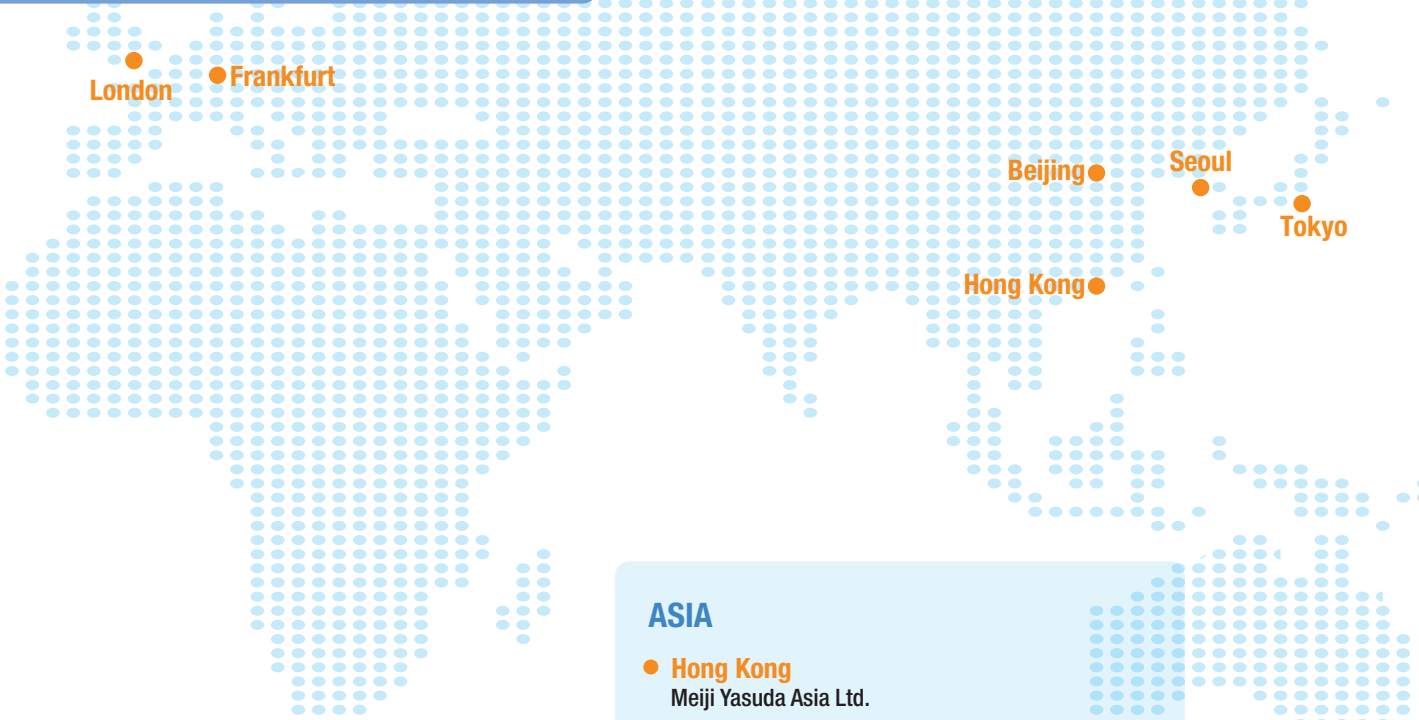 London
Frankfurt
Beijing
Seoul
Tokyo
Hong Kong
ASIA
Hong Kong
Meiji Yasuda Asia Ltd.